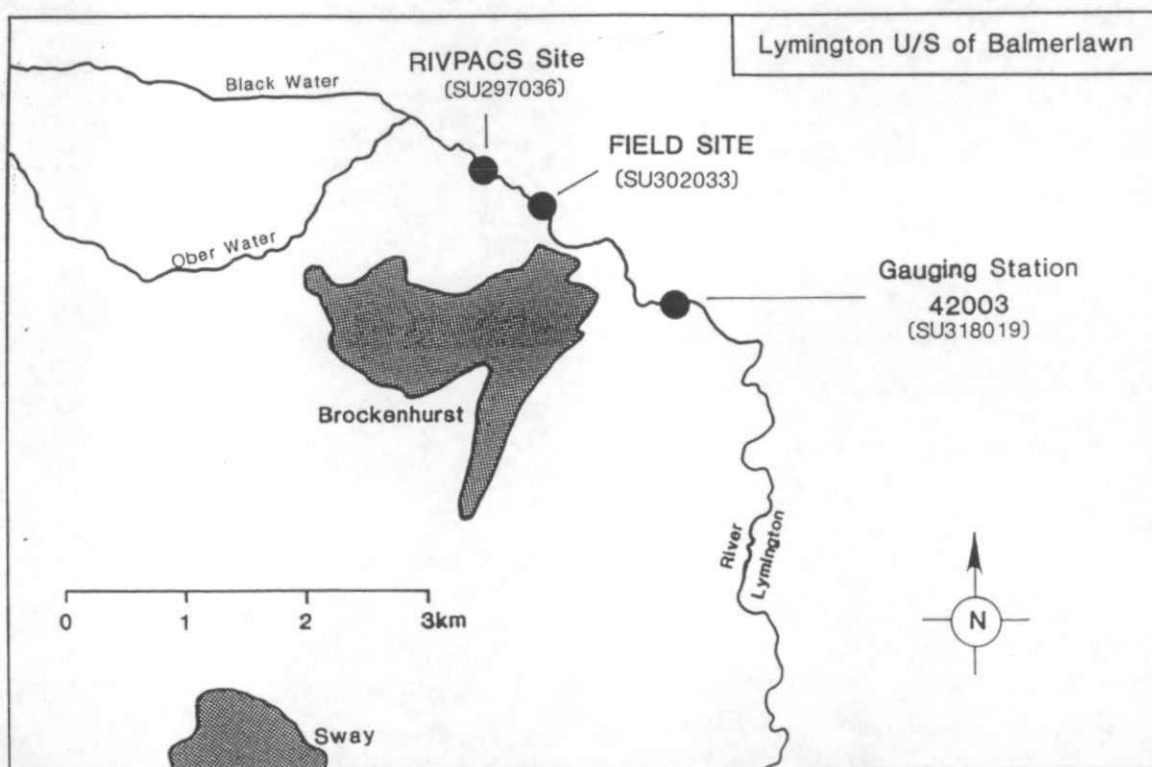 Lymington U/S of Balmerlawn
RIVPACS Site
(SU297036)
Black Water
FIELD SITE
(SU302033)
Ober Water
Gauging Station
42003
(SU318019)
Brockenhurst
River
Lymington
0 1 2 3km
N
Sway